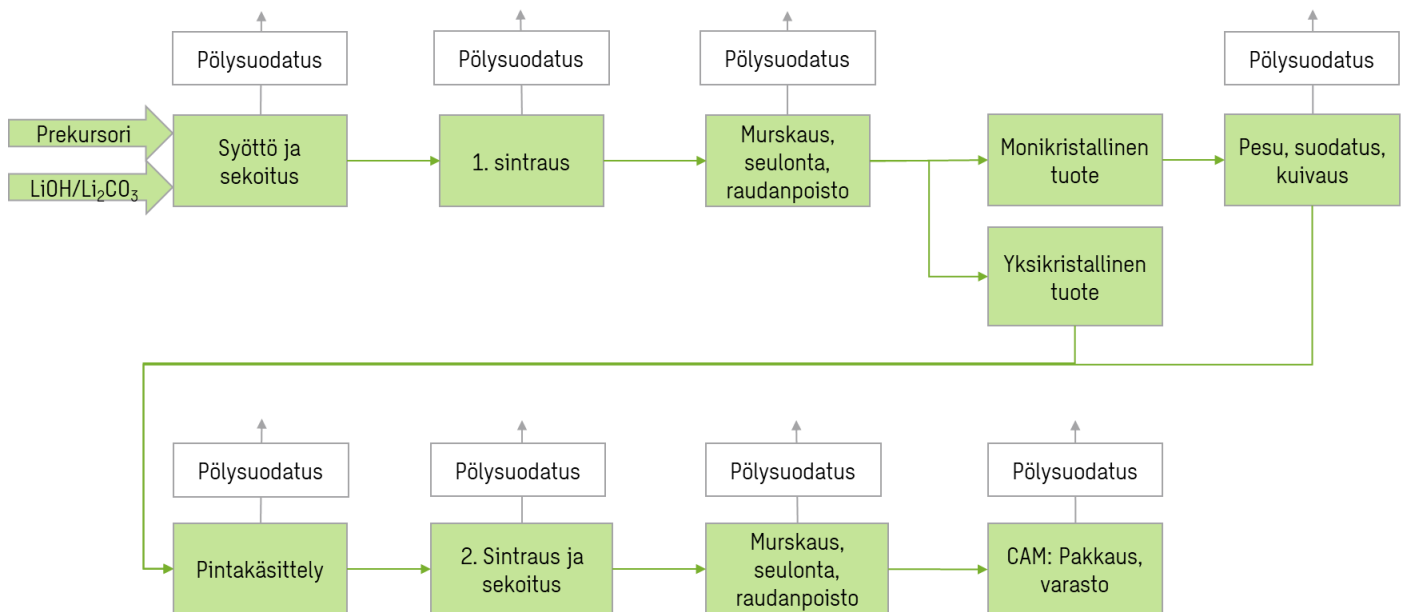 Pölysuodatus
Pölysuodatus
Pölysuodatus
Pölysuodatus
Prekursori
LiOH/Li₂CO₃
Syöttö ja
sekoitus
1. sintraus
Murskaus,
seulonta,
raudanpoisto
Monikristallinen
tuote
Pesu, suodatus,
kuivaus
Yksikristallinen
tuote
Pölysuodatus
Pölysuodatus
Pölysuodatus
Pölysuodatus
Pintakäsittely
2. Sintraus ja
sekoitus
Murskaus,
seulonta,
raudanpoisto
CAM: Pakkaus,
varasto